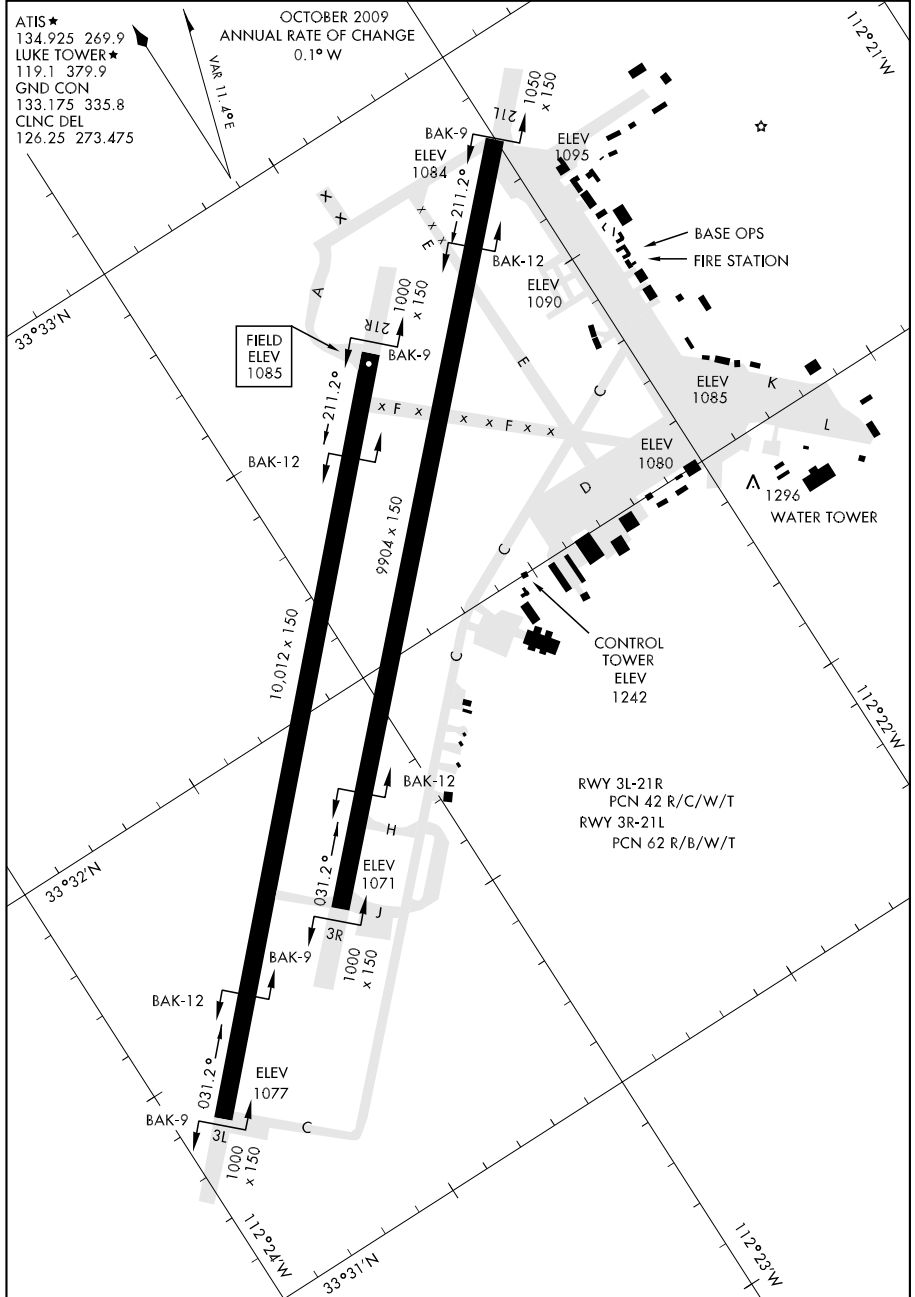 ATIS★
134.925 269.9
LUKE TOWER★
119.1 379.9
GND CON
133.175 335.8
CLNC DEL
126.25 273.475
VAR 11.4° E
OCTOBER 2009
ANNUAL RATE OF CHANGE
0.1° W
112°21'W
1050
x 150
21L
BAK-9
ELEV
1084
ELEV
1095
211.2°
x x
x x x x
E
BASE OPS
FIRE STATION
BAK-12
ELEV
1090
A
33°33'N
1000
x 150
21R
FIELD
ELEV
1085
BAK-9
E
C
ELEV
1085
K
L
211.2°
x F x x x F x x
BAK-12
ELEV
1080
D
1296
WATER TOWER
9904 x 150
C
10,012 x 150
CONTROL
TOWER
ELEV
1242
C
112°22'W
BAK-12
RWY 3L-21R
PCN 42 R/C/W/T
RWY 3R-21L
PCN 62 R/B/W/T
H
33°32'N
031.2°
ELEV
1071
J
3R
1000
x 150
BAK-9
BAK-12
031.2°
ELEV
1077
BAK-9
3L
C
1000
x 150
112°24'W
33°31'N
112°23'W